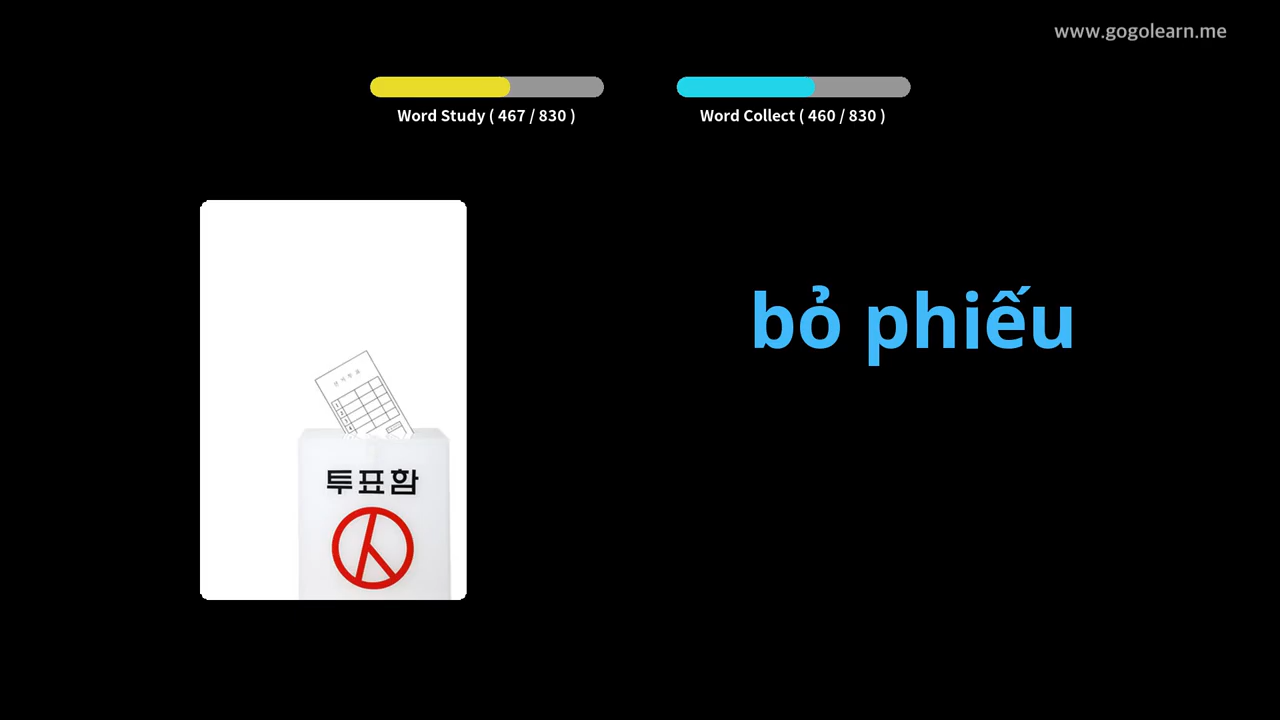 www.gogolearn.me
Word Study ( 467 / 830 )
Word Collect ( 460 / 830 )
bỏ phiếu
투표함